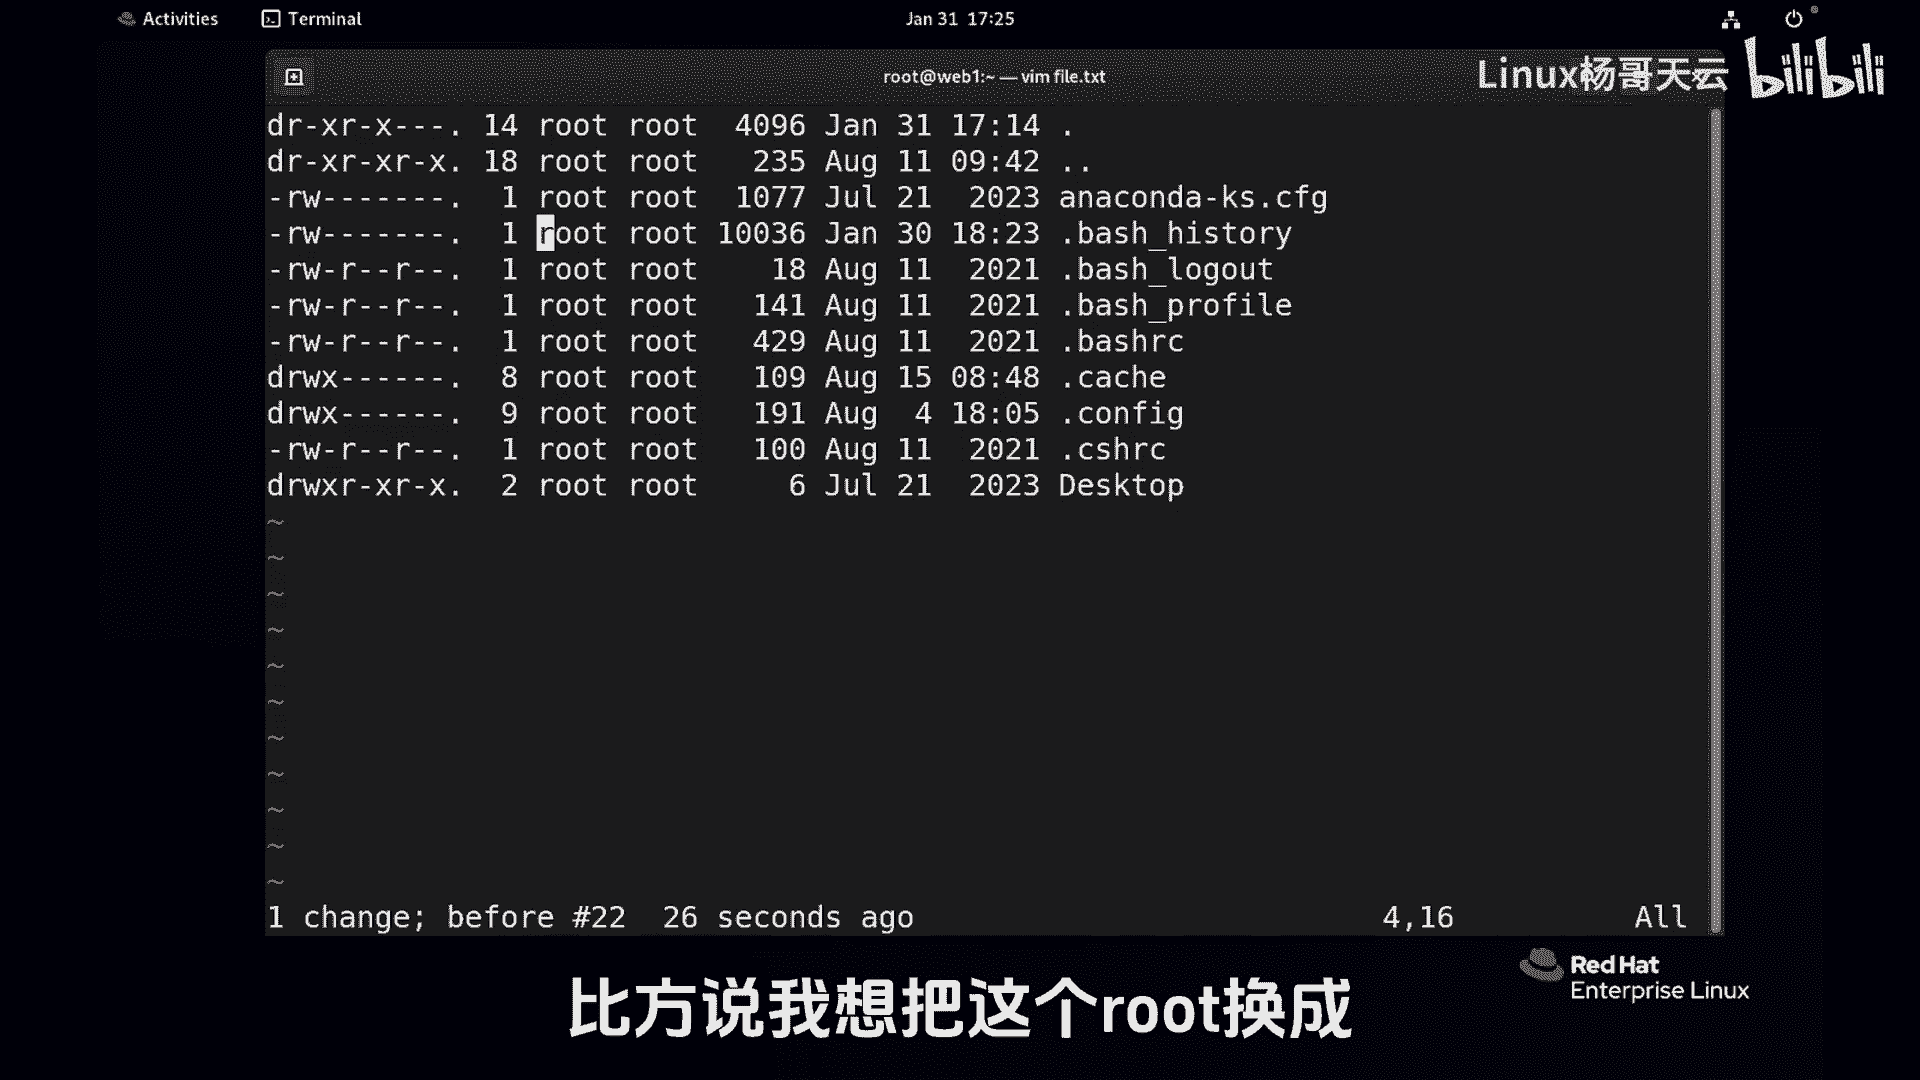 Activities Terminal Jan 31 17:25
root@web1:~ — vim file.txt
Linux杨哥天云 bilibili
dr-xr-x---. 14 root root  4096 Jan 31 17:14 .
dr-xr-xr-x. 18 root root   235 Aug 11 09:42 ..
-rw-------.  1 root root  1077 Jul 21  2023 anaconda-ks.cfg
-rw-------.  1 root root 10036 Jan 30 18:23 .bash_history
-rw-r--r--.  1 root root    18 Aug 11  2021 .bash_logout
-rw-r--r--.  1 root root   141 Aug 11  2021 .bash_profile
-rw-r--r--.  1 root root   429 Aug 11  2021 .bashrc
drwx------.  8 root root   109 Aug 15 08:48 .cache
drwx------.  9 root root   191 Aug  4 18:05 .config
-rw-r--r--.  1 root root   100 Aug 11  2021 .cshrc
drwxr-xr-x.  2 root root     6 Jul 21  2023 Desktop
~
~
~
~
~
~
~
~
~
~
~
1 change; before #22  26 seconds ago 4,16 All
Red Hat
Enterprise Linux
比方说我想把这个root换成